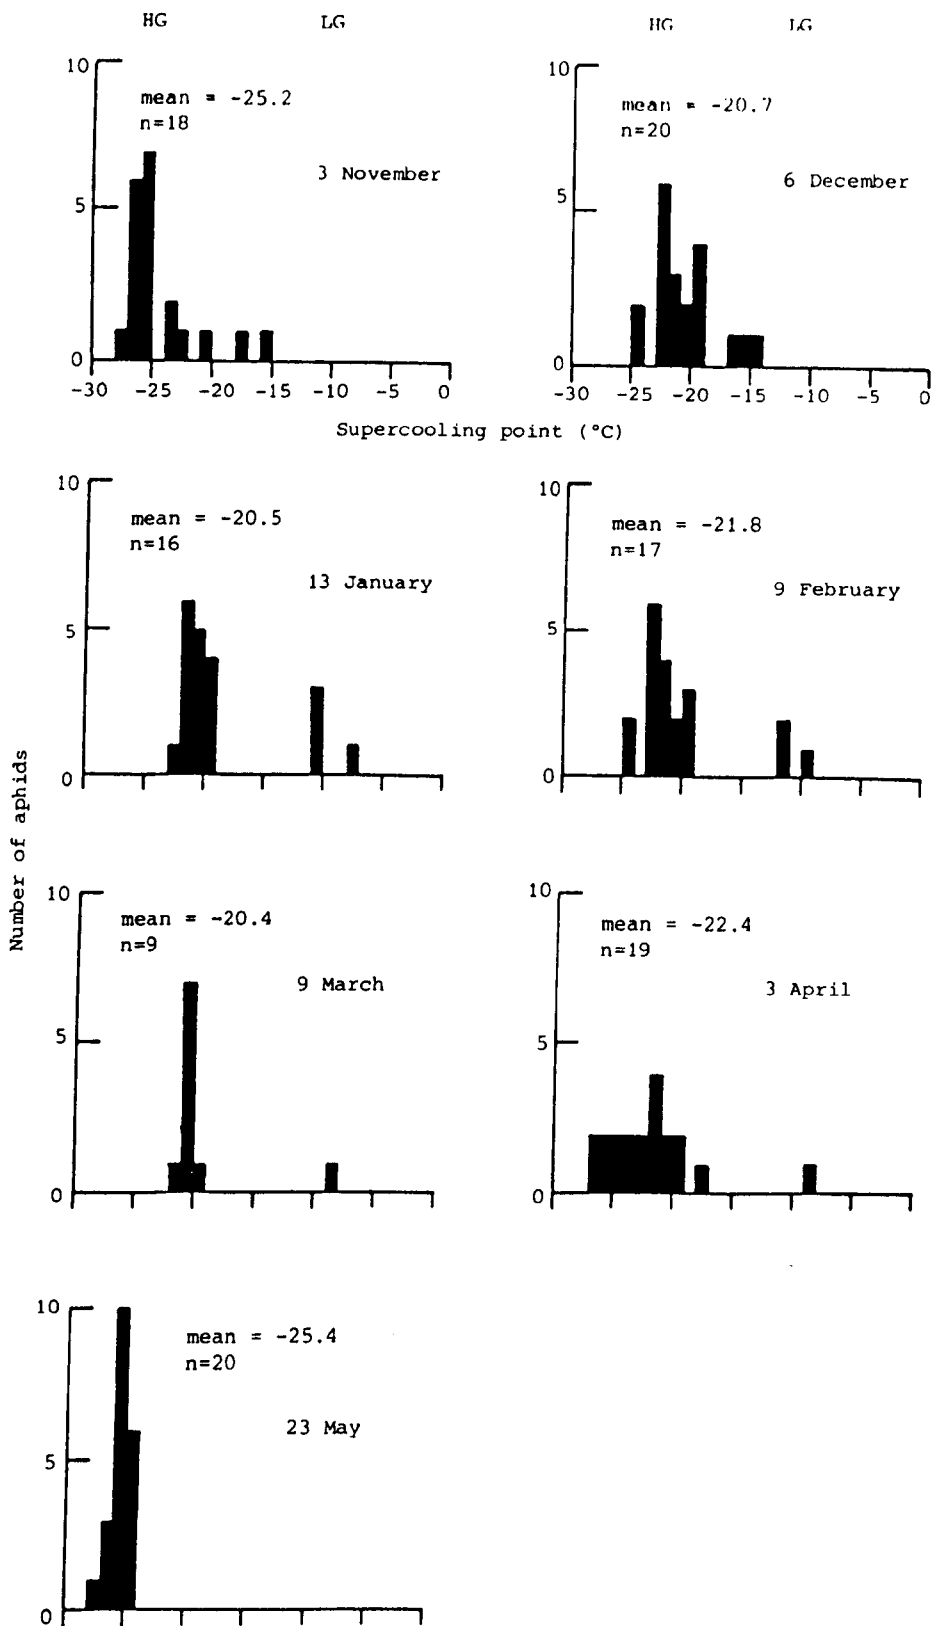 HG LG HG LG
10
mean = -25.2
n=18
3 November
5
0
-30 -25 -20 -15 -10 -5 0
10
mean = -20.7
n=20
6 December
5
0
-30 -25 -20 -15 -10 -5 0
Supercooling point (°C)
10
mean = -20.5
n=16
13 January
5
0
10
mean = -21.8
n=17
9 February
5
0
Number of aphids
10
mean = -20.4
n=9
9 March
5
0
10
mean = -22.4
n=19
3 April
5
0
10
mean = -25.4
n=20
23 May
5
0